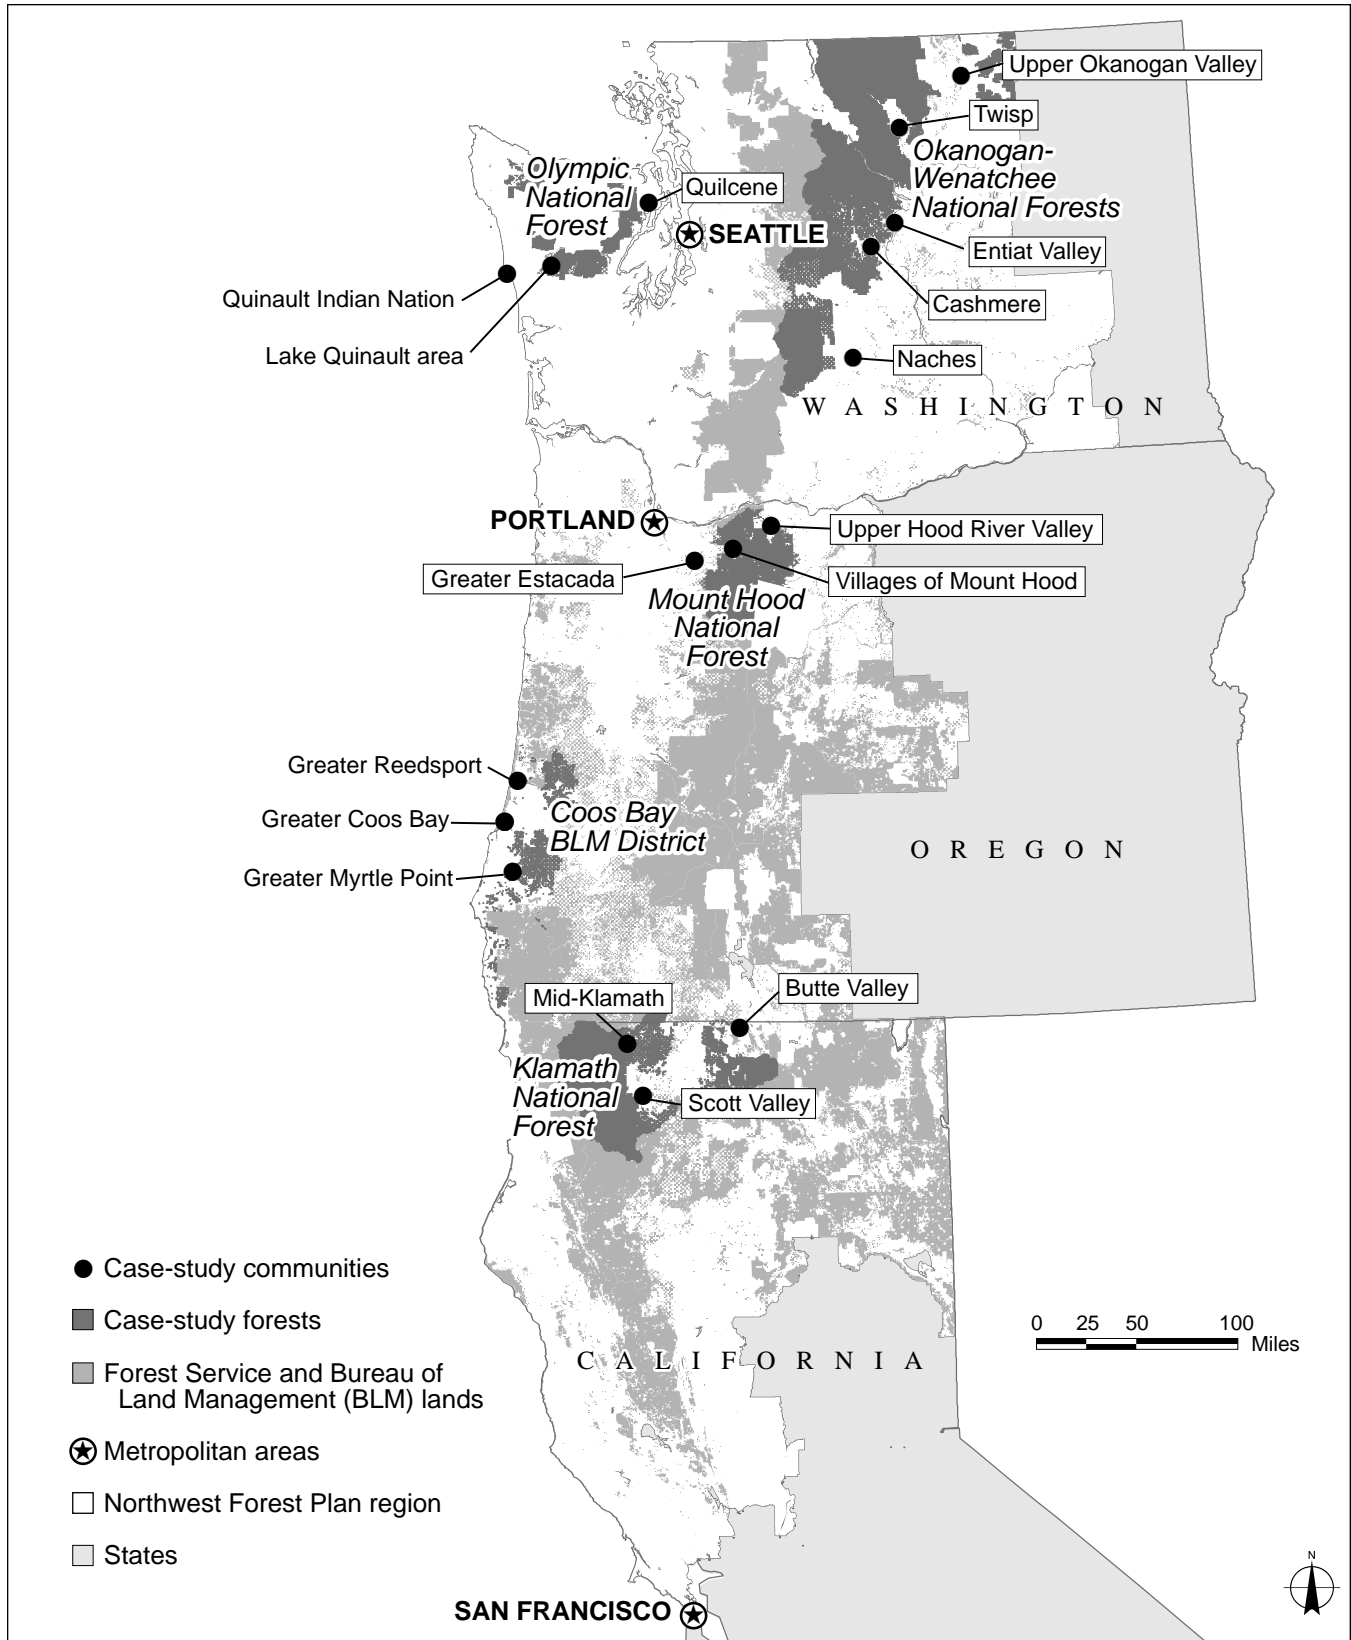 Upper Okanogan Valley
Twisp
Okanogan-
Wenatchee
National Forests
Olympic
National
Forest
Quilcene
SEATTLE
Entiat Valley
Quinault Indian Nation
Cashmere
Lake Quinault area
Naches
WASHINGTON
PORTLAND
Upper Hood River Valley
Greater Estacada
Villages of Mount Hood
Mount Hood
National
Forest
Greater Reedsport
Greater Coos Bay
Coos Bay
BLM District
OREGON
Greater Myrtle Point
Mid-Klamath
Butte Valley
Klamath
National
Forest
Scott Valley
Case-study communities
Case-study forests
Forest Service and Bureau of
Land Management (BLM) lands
Metropolitan areas
Northwest Forest Plan region
States
0 25 50 100
Miles
CALIFORNIA
N
SAN FRANCISCO